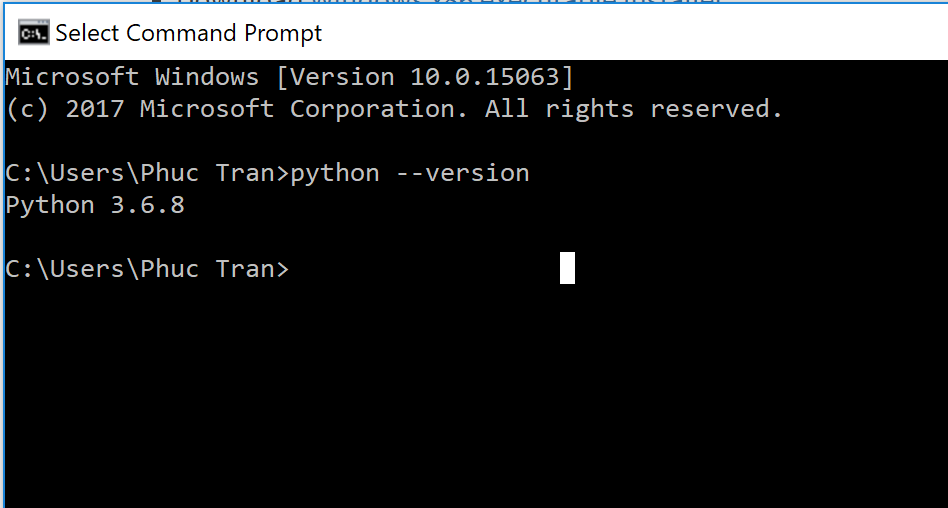 Select Command Prompt
Microsoft Windows [Version 10.0.15063]
(c) 2017 Microsoft Corporation. All rights reserved.
C:\Users\Phuc Tran>python --version
Python 3.6.8
C:\Users\Phuc Tran>